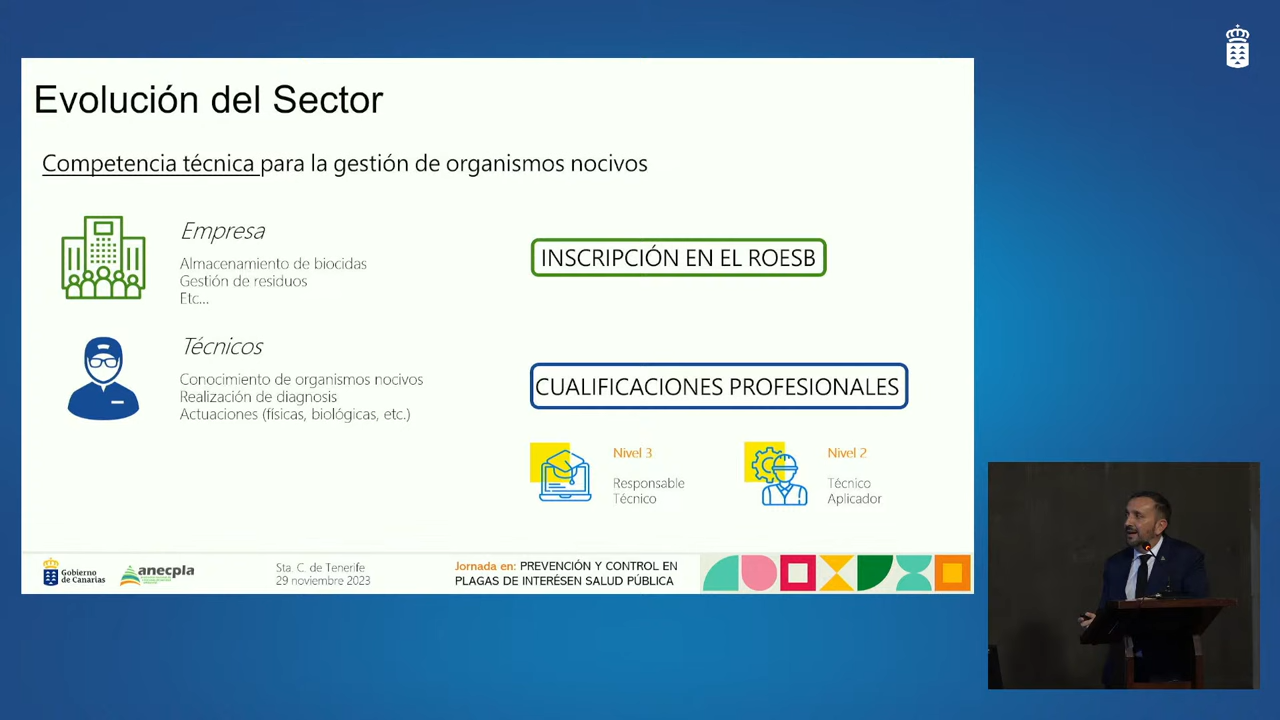 Evolución del Sector
Competencia técnica para la gestión de organismos nocivos
Empresa
Almacenamiento de biocidas
Gestión de residuos
Etc...
INSCRIPCIÓN EN EL ROESB
Técnicos
Conocimiento de organismos nocivos
Realización de diagnosis
Actuaciones (físicas, biológicas, etc.)
CUALIFICACIONES PROFESIONALES
Nivel 3
Responsable
Técnico
Nivel 2
Técnico
Aplicador
Gobierno
de Canarias
anecpla
Sta. C. de Tenerife
29 noviembre 2023
Jornada en: PREVENCIÓN Y CONTROL EN
PLAGAS DE INTERÉSEN SALUD PÚBLICA